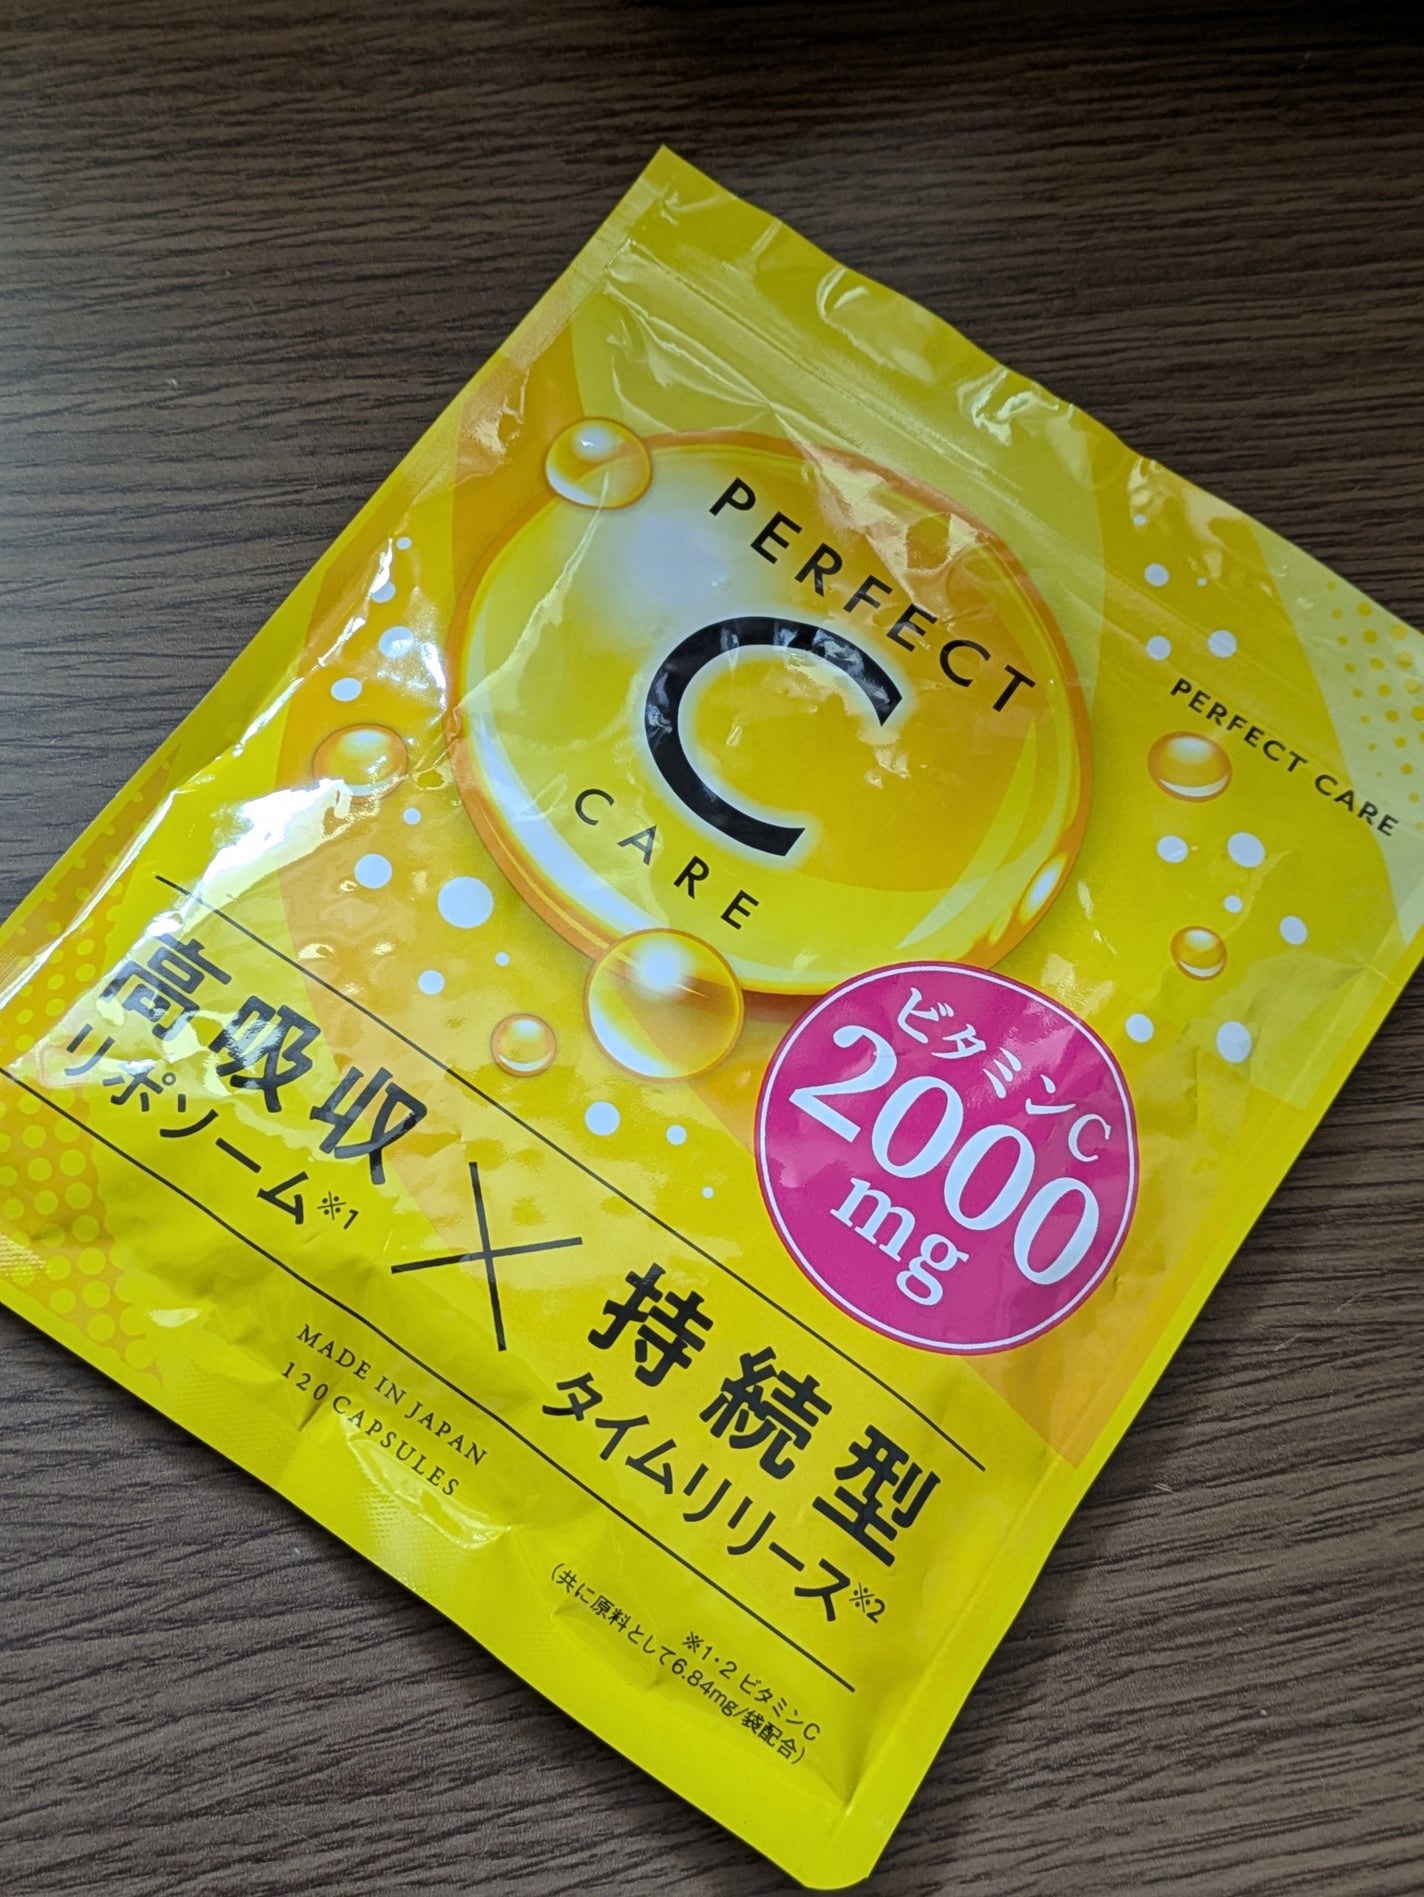 PERFECT
C
CARE
PERFECT CARE
ビタミンC
2000
mg
高吸収
リポソーム※1
×
持続型
タイムリリース※2
MADE IN JAPAN
120 CAPSULES
※1・2 ビタミンC
(共に原料として6.84mg/袋配合)